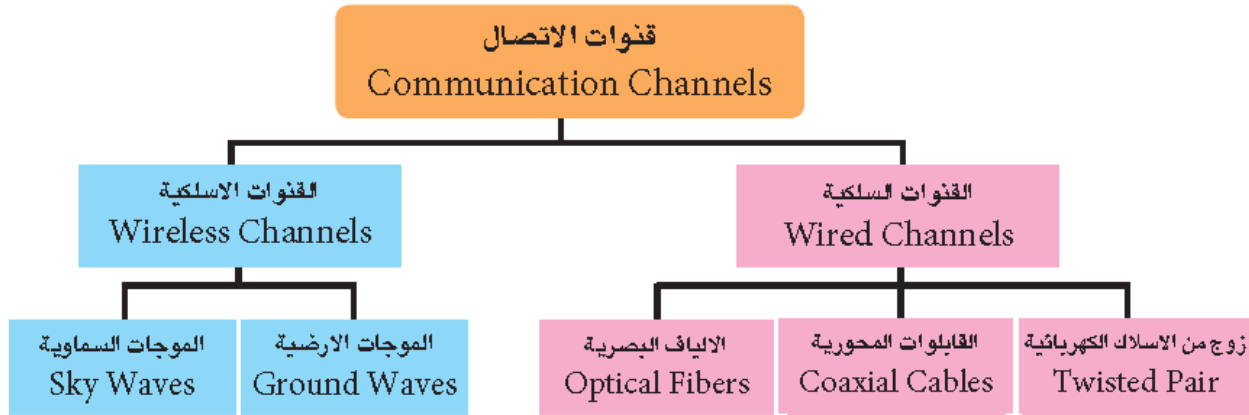 قنوات الاتصال
Communication Channels
القنوات السلكية
Wired Channels
القنوات الاسلكية
Wireless Channels
زوج من الاسلاك الكهربائية
Twisted Pair
القابلوات المحورية
Coaxial Cables
الالياف البصرية
Optical Fibers
الموجات الارضية
Ground Waves
الموجات السماوية
Sky Waves